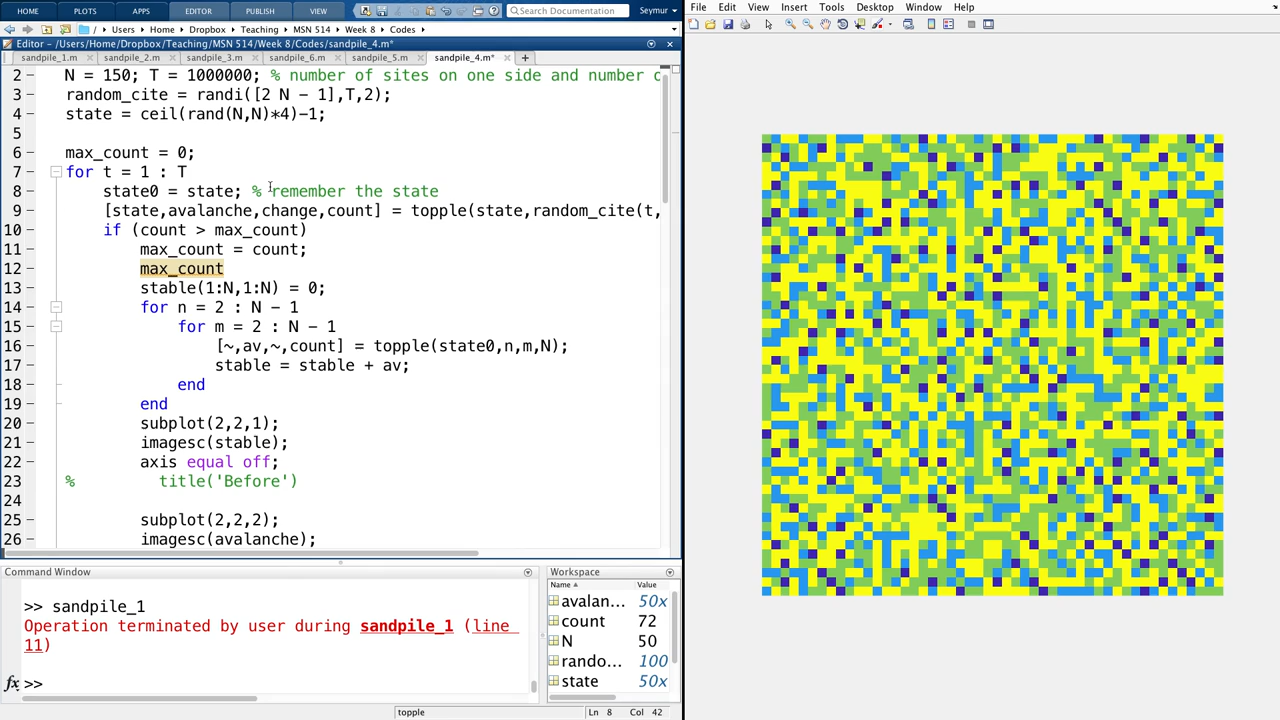 HOME PLOTS APPS EDITOR PUBLISH VIEW Search Documentation Seymur
/ Users Home Dropbox Teaching MSN 514 Week 8 Codes
Editor - /Users/Home/Dropbox/Teaching/MSN 514/Week 8/Codes/sandpile_4.m*
sandpile_1.m sandpile_2.m sandpile_3.m sandpile_6.m sandpile_5.m sandpile_4.m*
2 N = 150; T = 1000000; % number of sites on one side and number o
3 random_cite = randi([2 N - 1],T,2);
4 state = ceil(rand(N,N)*4)-1;
5
6 max_count = 0;
7 for t = 1 : T
8 state0 = state; % remember the state
9 [state,avalanche,change,count] = topple(state,random_cite(t,
10 if (count > max_count)
11 max_count = count;
12 max_count
13 stable(1:N,1:N) = 0;
14 for n = 2 : N - 1
15 for m = 2 : N - 1
16 [~,av,~,count] = topple(state0,n,m,N);
17 stable = stable + av;
18 end
19 end
20 subplot(2,2,1);
21 imagesc(stable);
22 axis equal off;
23 % title('Before')
24
25 subplot(2,2,2);
26 imagesc(avalanche);
Command Window
>> sandpile_1
Operation terminated by user during sandpile_1 (line
11)
fx >>
Workspace
Name Value
avalan... 50x
count 72
N 50
rando... 100
state 50x
topple Ln 8 Col 42
File Edit View Insert Tools Desktop Window Help